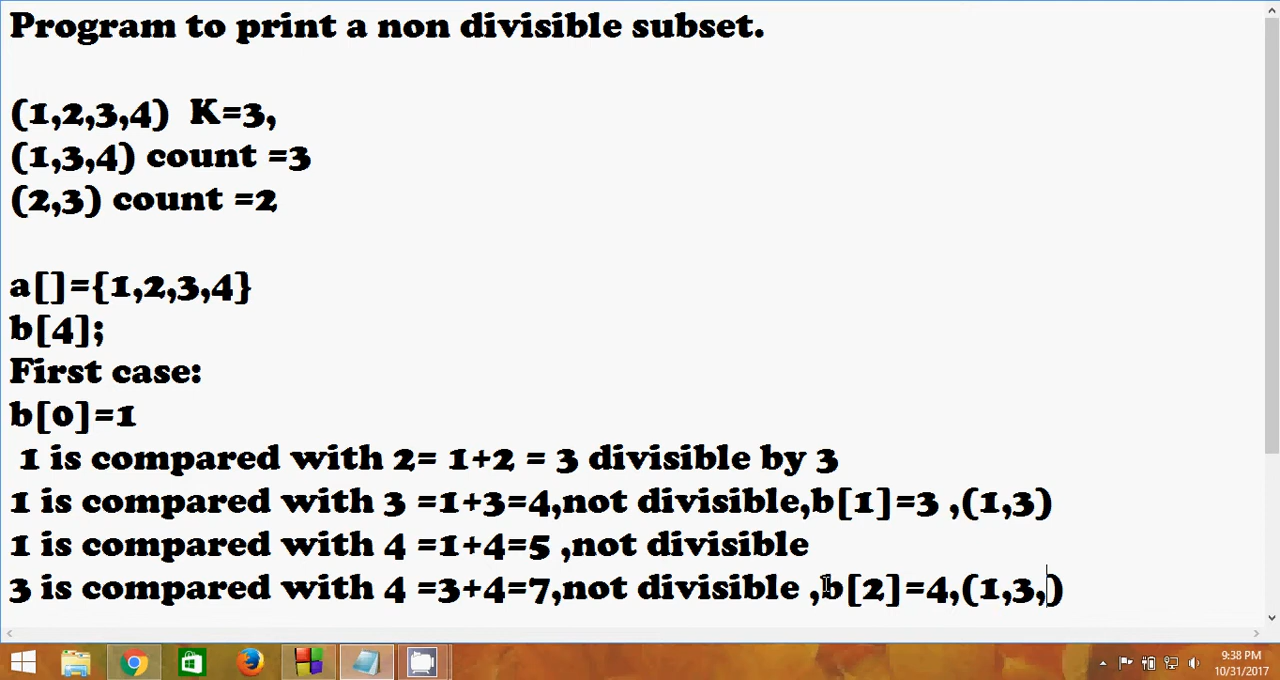 Program to print a non divisible subset.
(1,2,3,4)  K=3,
(1,3,4) count =3
(2,3) count =2
a[]={1,2,3,4}
b[4];
First case:
b[0]=1
1 is compared with 2= 1+2 = 3 divisible by 3
1 is compared with 3 =1+3=4,not divisible,b[1]=3 ,(1,3)
1 is compared with 4 =1+4=5 ,not divisible
3 is compared with 4 =3+4=7,not divisible ,b[2]=4,(1,3,)
9:38 PM
10/31/2017